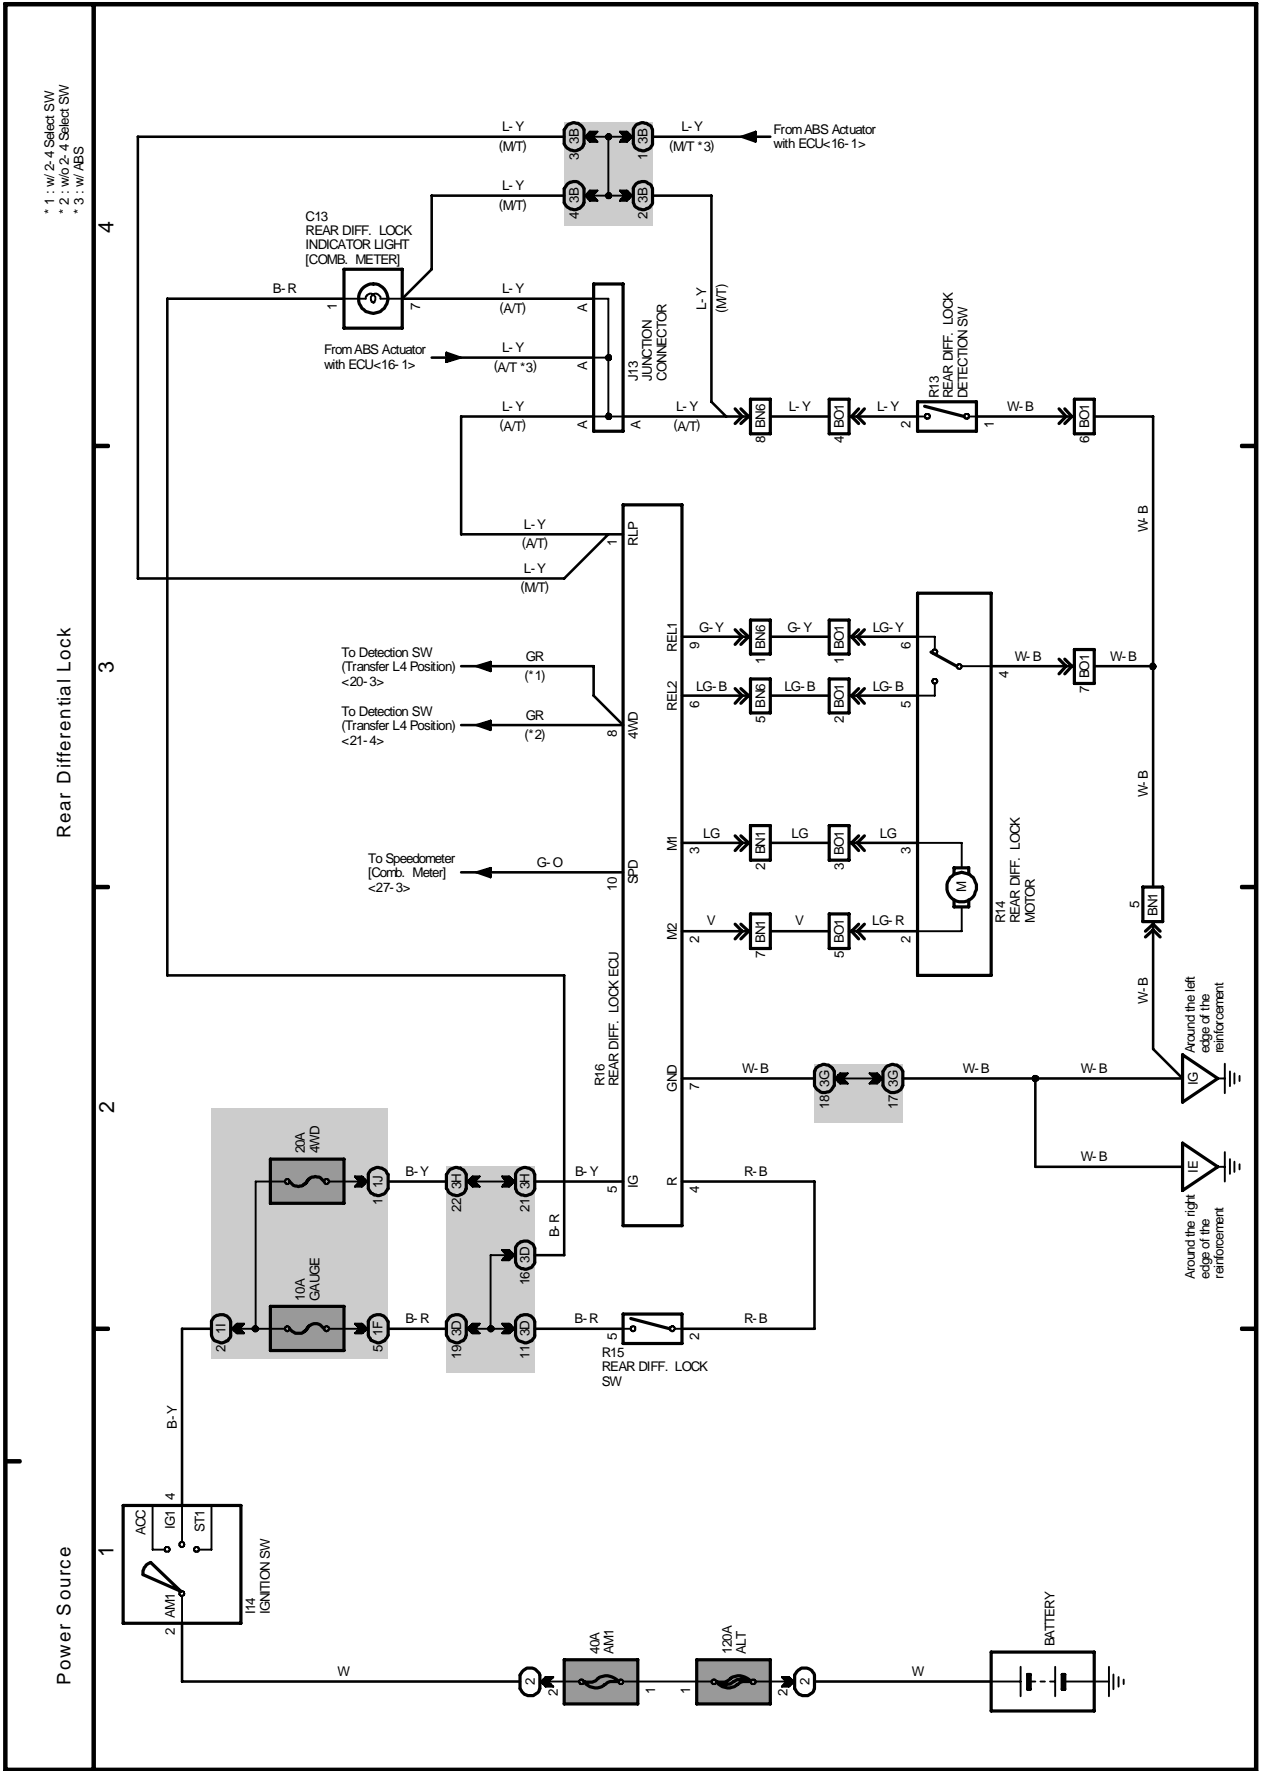 Power Source
Rear Differential Lock
1
2
3
4
* 1 : w/ 2-4 Select SW
* 2 : w/o 2-4 Select SW
* 3 : w/ ABS
L-Y
(M/T)
3
3B
1
3B
L-Y
(M/T *3)
From ABS Actuator
with ECU<16-1>
L-Y
(M/T)
4
3B
2
3B
C13
REAR DIFF. LOCK
INDICATOR LIGHT
[COMB. METER]
B-R
1
7
L-Y
(A/T)
A
L-Y
(M/T)
From ABS Actuator
with ECU<16-1>
L-Y
(A/T *3)
A
J13
JUNCTION
CONNECTOR
L-Y
(A/T)
A
A
L-Y
(A/T)
8
BN6
L-Y
4
BO1
L-Y
2
R13
REAR DIFF. LOCK
DETECTION SW
1
W-B
6
BO1
W-B
L-Y
(A/T)
1
RLP
L-Y
(M/T)
To Detection SW
(Transfer L4 Position)
<20-3>
GR
(*1)
To Detection SW
(Transfer L4 Position)
<21-4>
GR
(*2)
8
4WD
REL1
9
G-Y
1
BN6
G-Y
1
BO1
LG-Y
6
REL2
6
LG-B
5
BN6
LG-B
2
BO1
LG-B
5
4
W-B
7
BO1
W-B
W-B
To Speedometer
[Comb. Meter]
<27-3>
G-O
10
SPD
M1
3
LG
2
BN1
LG
3
BO1
LG
3
M
M2
2
V
7
BN1
V
5
BO1
LG-R
2
R14
REAR DIFF. LOCK
MOTOR
5
BN1
W-B
R16
REAR DIFF. LOCK ECU
GND
7
W-B
18
3G
17
3G
W-B
W-B
IG
Around the left
edge of the
reinforcement
W-B
IE
Around the right
edge of the
reinforcement
20A
4WD
1
1J
B-Y
22
3H
21
3H
B-Y
5
IG
R
4
R-B
16
3D
B-R
2
1I
10A
GAUGE
5
1F
B-R
19
3D
11
3D
B-R
5
2
R-B
R15
REAR DIFF. LOCK
SW
B-Y
4
ACC
IG1
ST1
AM1
2
I14
IGNITION SW
W
2
2
40A
AM1
1
1
120A
ALT
2
2
W
BATTERY